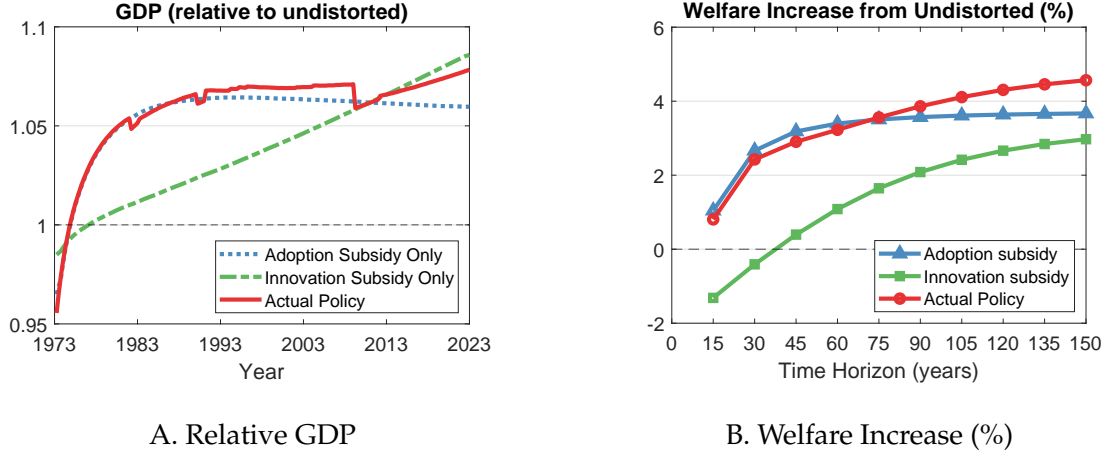 GDP (relative to undistorted)
1.1
1.05
1
0.95
1973 1983 1993 2003 2013 2023
Year
Adoption Subsidy Only
Innovation Subsidy Only
Actual Policy
A. Relative GDP
Welfare Increase from Undistorted (%)
6
4
2
0
-2
0 15 30 45 60 75 90 105 120 135 150
Time Horizon (years)
Adoption subsidy
Innovation subsidy
Actual Policy
B. Welfare Increase (%)